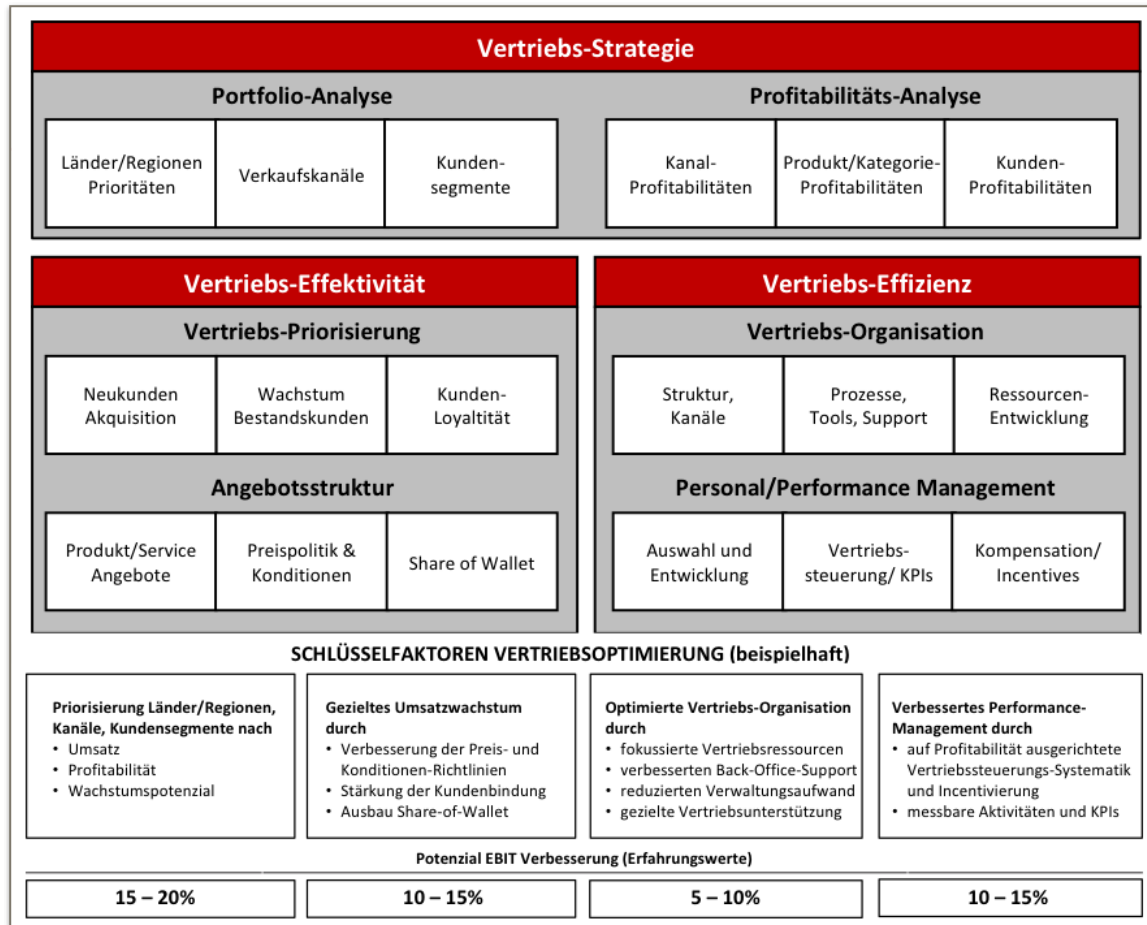 Vertriebs-Strategie
Portfolio-Analyse
Länder/Regionen
Prioritäten
Verkaufskanäle
Kunden-
segmente
Profitabilitäts-Analyse
Kanal-
Profitabilitäten
Produkt/Kategorie-
Profitabilitäten
Kunden-
Profitabilitäten
Vertriebs-Effektivität
Vertriebs-Priorisierung
Neukunden
Akquisition
Wachstum
Bestandskunden
Kunden-
Loyaltität
Angebotsstruktur
Produkt/Service
Angebote
Preispolitik &
Konditionen
Share of Wallet
Vertriebs-Effizienz
Vertriebs-Organisation
Struktur,
Kanäle
Prozesse,
Tools, Support
Ressourcen-
Entwicklung
Personal/Performance Management
Auswahl und
Entwicklung
Vertriebs-
steuerung/ KPIs
Kompensation/
Incentives
SCHLÜSSELFAKTOREN VERTRIEBSOPTIMIERUNG (beispielhaft)
Priorisierung Länder/Regionen,
Kanäle, Kundensegmente nach
• Umsatz
• Profitabilität
• Wachstumspotenzial
Gezieltes Umsatzwachstum
durch
• Verbesserung der Preis- und
Konditionen-Richtlinien
• Stärkung der Kundenbindung
• Ausbau Share-of-Wallet
Optimierte Vertriebs-Organisation
durch
• fokussierte Vertriebsressourcen
• verbesserten Back-Office-Support
• reduzierten Verwaltungsaufwand
• gezielte Vertriebsunterstützung
Verbessertes Performance-
Management durch
• auf Profitabilität ausgerichtete
Vertriebssteuerungs-Systematik
und Incentivierung
• messbare Aktivitäten und KPIs
Potenzial EBIT Verbesserung (Erfahrungswerte)
15 – 20%
10 – 15%
5 – 10%
10 – 15%